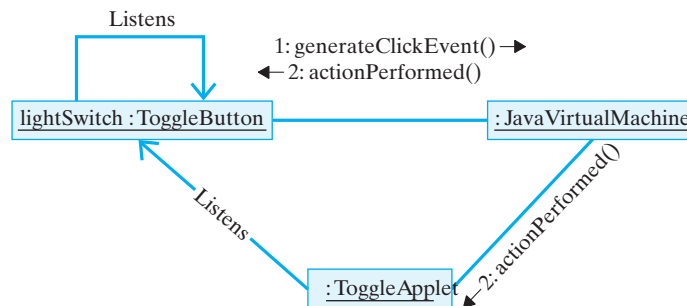 Listens
1: generateClickEvent()
2: actionPerformed()
lightSwitch : ToggleButton
: JavaVirtualMachine
2: actionPerformed()
Listens
:ToggleApplet